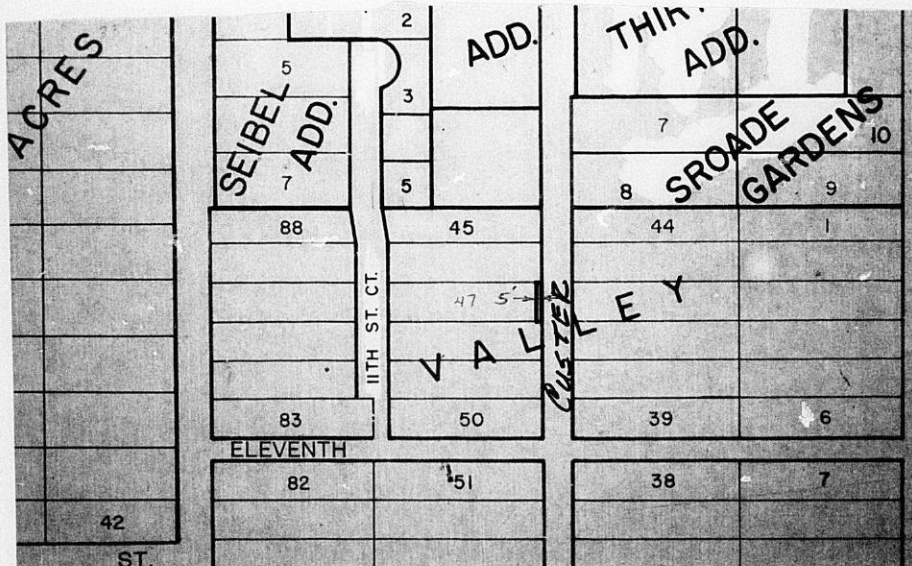 ACRES
SEIBEL
ADD.
5
7
2
3
5
ADD.
ADD.
7
10
SROADE
GARDENS
8
9
88
45
44
1
11TH ST. CT.
47 5'
CUSTER
VALLEY
83
50
39
6
ELEVENTH
82
51
38
7
42
ST.